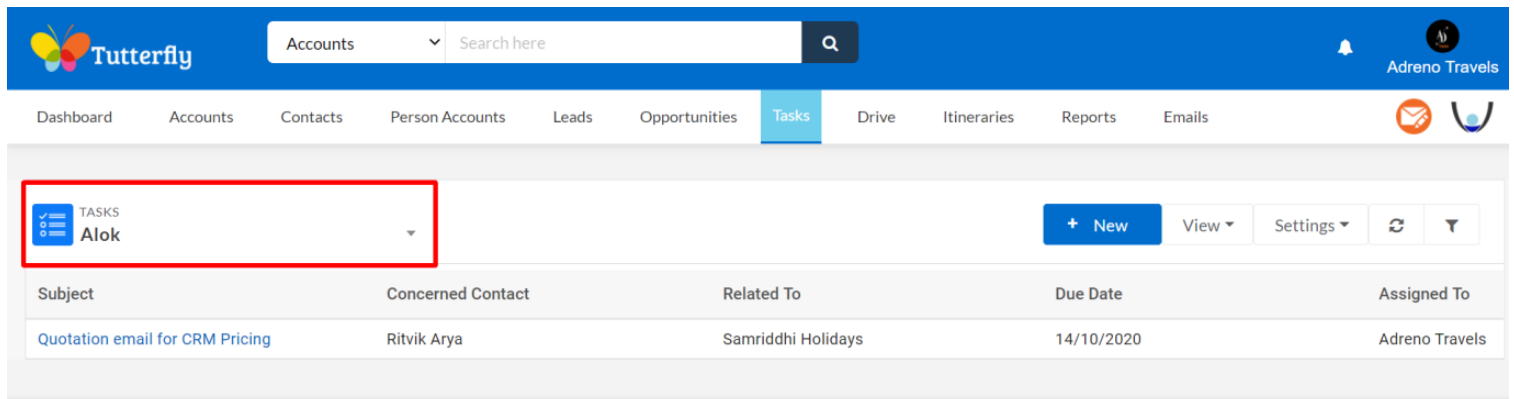 Tutterfly
Accounts
Search here
Adreno Travels
Dashboard Accounts Contacts Person Accounts Leads Opportunities Tasks Drive Itineraries Reports Emails
TASKS
Alok
+ New View Settings
Subject Concerned Contact Related To Due Date Assigned To
Quotation email for CRM Pricing Ritvik Arya Samriddhi Holidays 14/10/2020 Adreno Travels